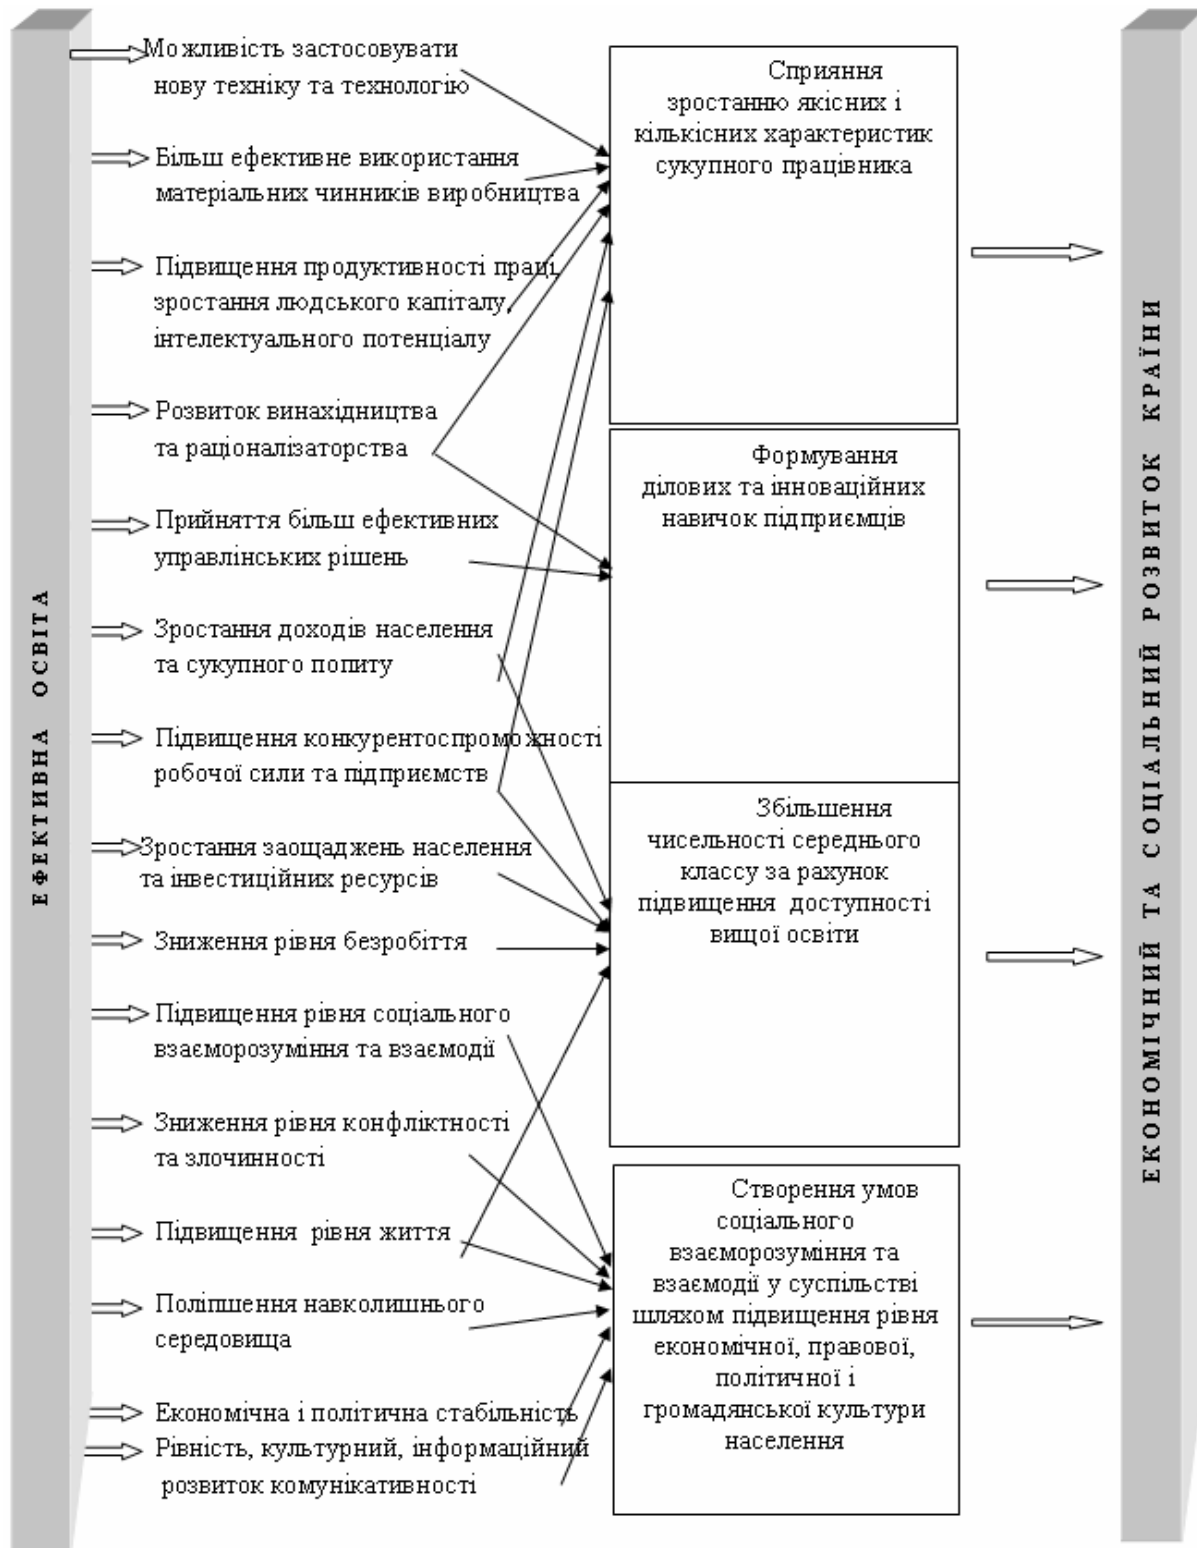 ЕФЕКТИВНА ОСВІТА
Можливість застосовувати
нову техніку та технологію
Більш ефективне використання
матеріальних чинників виробництва
Підвищення продуктивності праці,
зростання людського капіталу,
інтелектуального потенціалу
Розвиток винахідництва
та раціоналізаторства
Прийняття більш ефективних
управлінських рішень
Зростання доходів населення
та сукупного попиту
Підвищення конкурентоспроможності
робочої сили та підприємств
Зростання заощаджень населення
та інвестиційних ресурсів
Зниження рівня безробіття
Підвищення рівня соціального
взаєморозуміння та взаємодії
Зниження рівня конфліктності
та злочинності
Підвищення рівня життя
Поліпшення навколишнього
середовища
Економічна і політична стабільність
Рівність, культурний, інформаційний
розвиток комунікативності
Сприяння
зростанню якісних і
кількісних характеристик
сукупного працівника
Формування
ділових та інноваційних
навичок підприємців
Збільшення
чисельності середнього
классу за рахунок
підвищення доступності
вищої освіти
Створення умов
соціального
взаєморозуміння та
взаємодії у суспільстві
шляхом підвищення рівня
економічної, правової,
політичної і
громадянської культури
населення
ЕКОНОМІЧНИЙ ТА СОЦІАЛЬНИЙ РОЗВИТОК КРАЇНИ